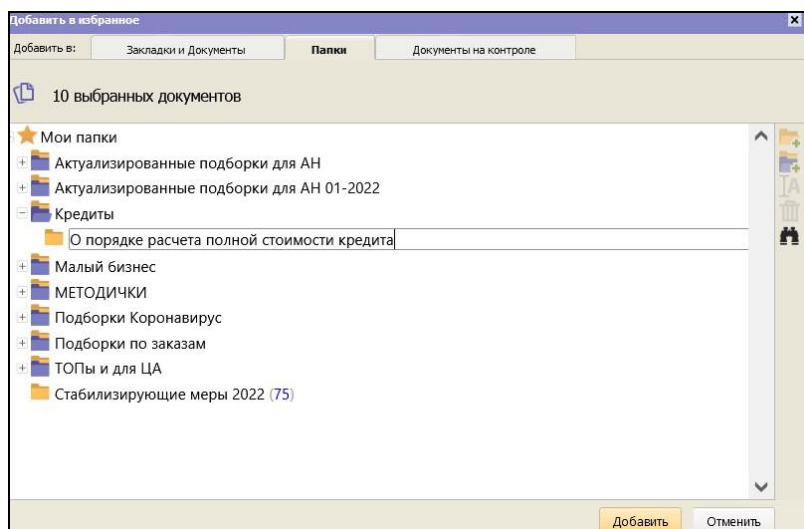 Добавить в избранное
Добавить в: Закладки и Документы Папки Документы на контроле
10 выбранных документов
Мои папки
Актуализированные подборки для АН
Актуализированные подборки для АН 01-2022
Кредиты
О порядке расчета полной стоимости кредита
Малый бизнес
МЕТОДИЧКИ
Подборки Коронавирус
Подборки по заказам
ТОПы и для ЦА
Стабилизирующие меры 2022 (75)
Добавить Отменить